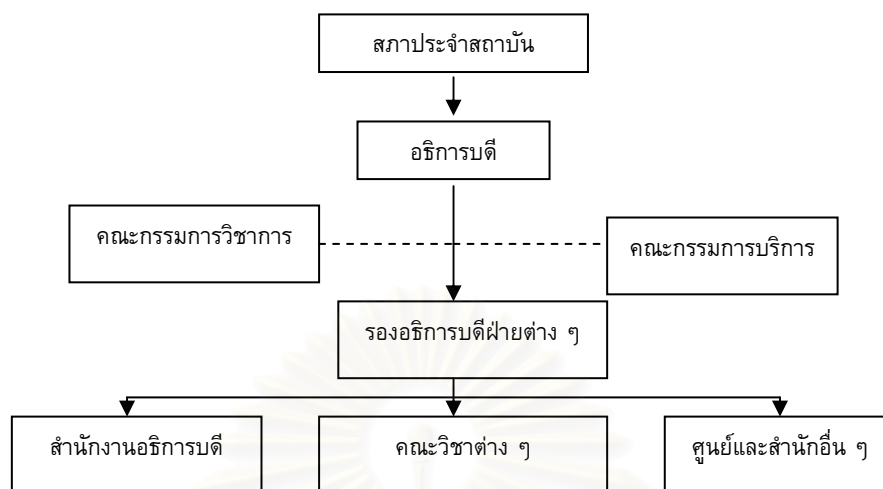 สภาประจำสถาบัน
อธิการบดี
คณะกรรมการวิชาการ
คณะกรรมการบริการ
รองอธิการบดีฝ่ายต่าง ๆ
สำนักงานอธิการบดี
คณะวิชาต่าง ๆ
ศูนย์และสำนักอื่น ๆ